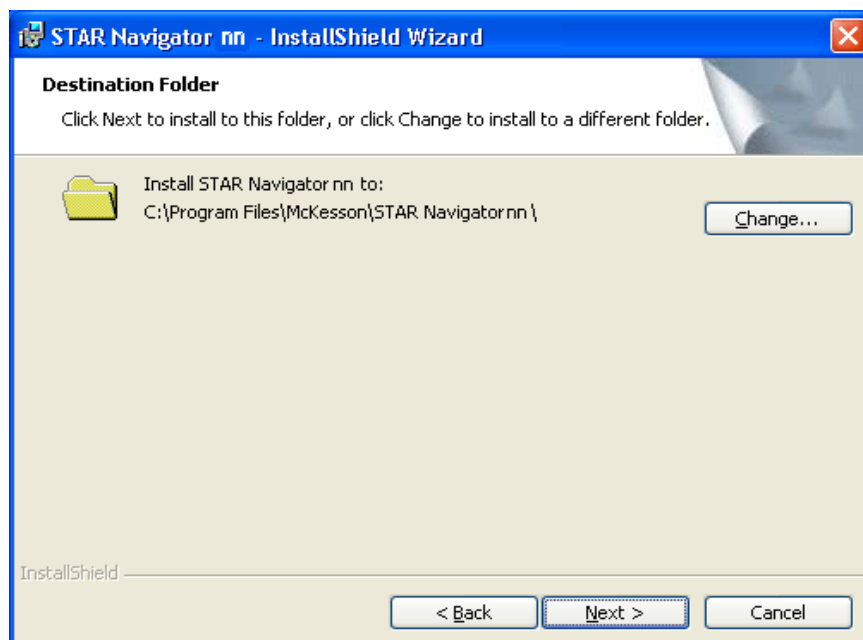 STAR Navigator nn - InstallShield Wizard
Destination Folder
Click Next to install to this folder, or click Change to install to a different folder.
Install STAR Navigator nn to:
C:\Program Files\McKesson\STAR Navigator nn\
Change...
InstallShield
< Back
Next >
Cancel